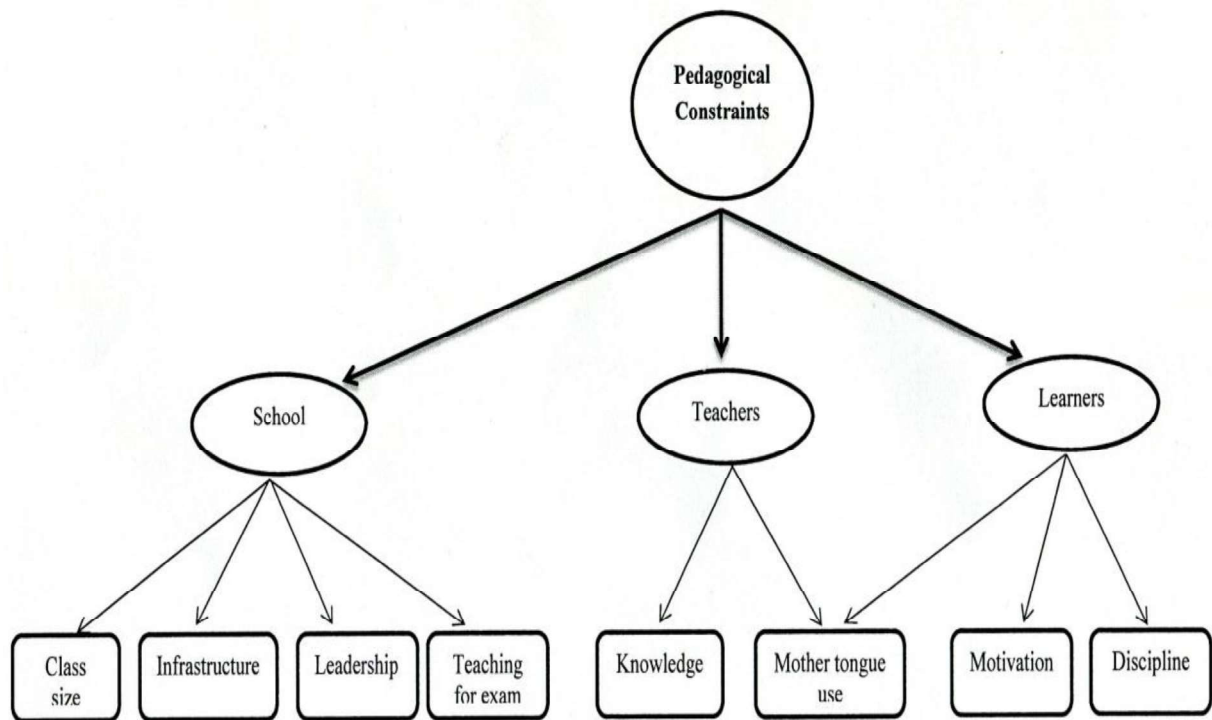 Pedagogical
Constraints
School
Teachers
Learners
Class
size
Infrastructure
Leadership
Teaching
for exam
Knowledge
Mother tongue
use
Motivation
Discipline